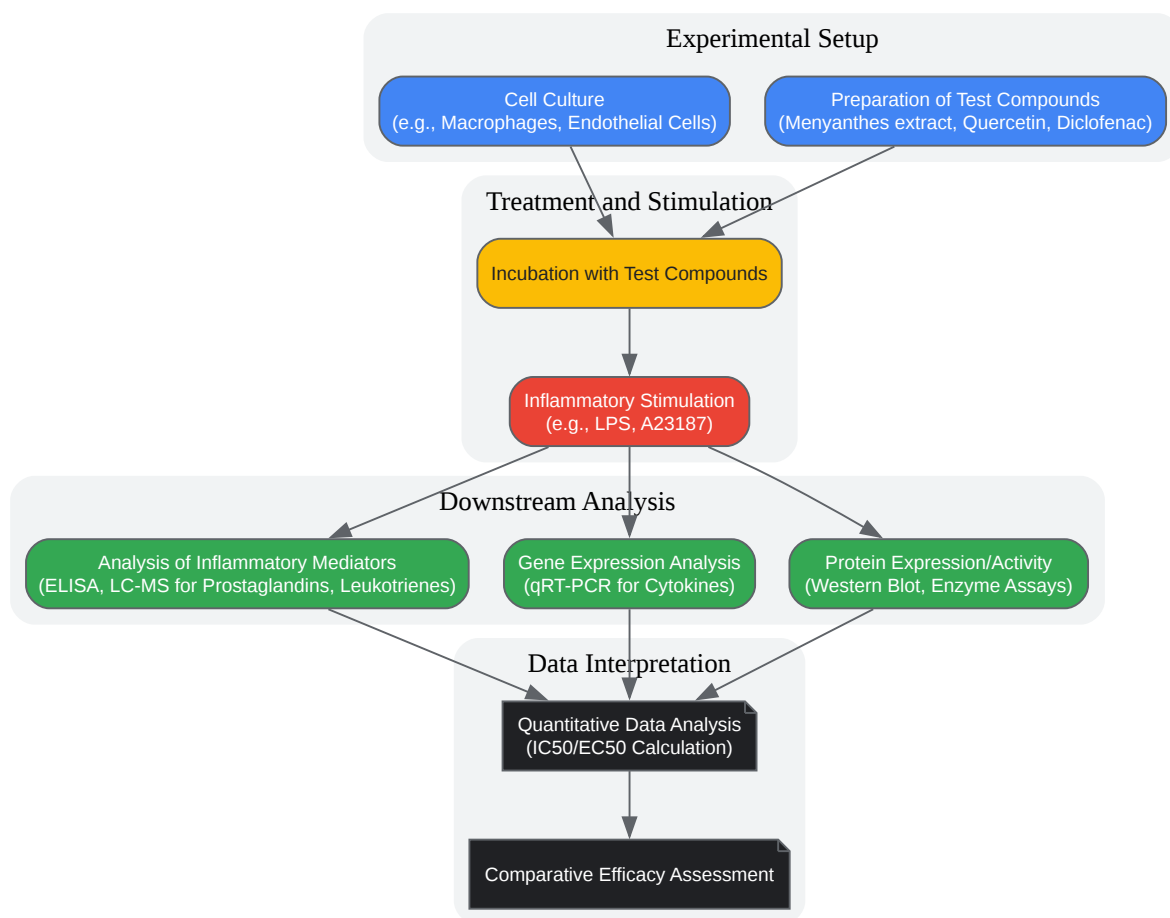 Experimental Setup
Cell Culture
(e.g., Macrophages, Endothelial Cells)
Preparation of Test Compounds
(Menyanthes extract, Quercetin, Diclofenac)
Treatment and Stimulation
Incubation with Test Compounds
Inflammatory Stimulation
(e.g., LPS, A23187)
Downstream Analysis
Analysis of Inflammatory Mediators
(ELISA, LC-MS for Prostaglandins, Leukotrienes)
Gene Expression Analysis
(qRT-PCR for Cytokines)
Protein Expression/Activity
(Western Blot, Enzyme Assays)
Data Interpretation
Quantitative Data Analysis
(IC50/EC50 Calculation)
Comparative Efficacy Assessment